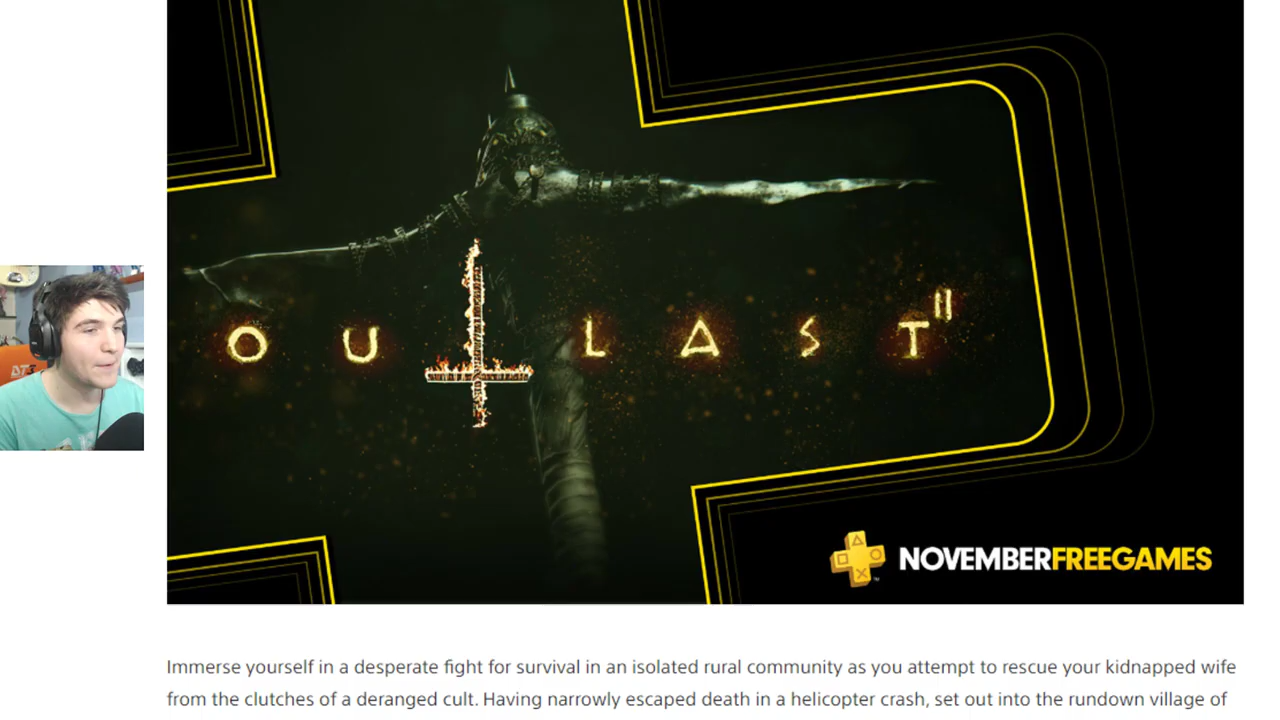 OUTLAST II
NOVEMBERFREEGAMES
Immerse yourself in a desperate fight for survival in an isolated rural community as you attempt to rescue your kidnapped wife
from the clutches of a deranged cult. Having narrowly escaped death in a helicopter crash, set out into the rundown village of